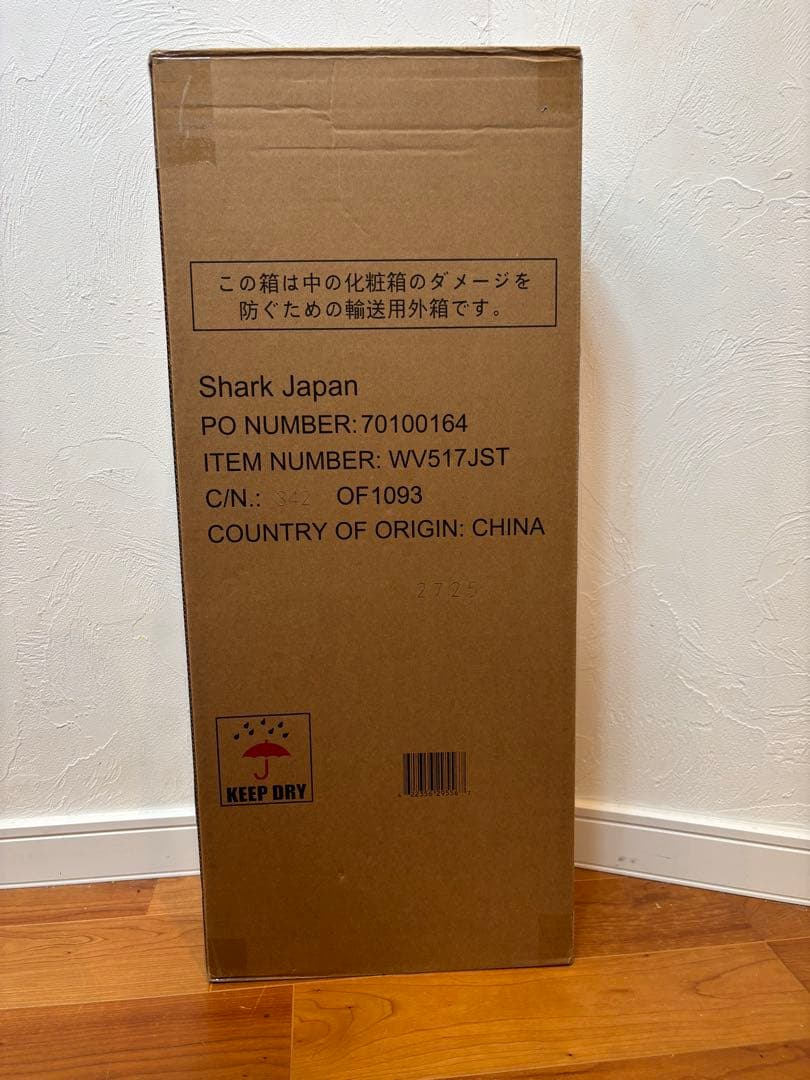 この箱は中の化粧箱のダメージを
防ぐための輸送用外箱です。
Shark Japan
PO NUMBER: 70100164
ITEM NUMBER: WV517JST
C/N.: 342 OF1093
COUNTRY OF ORIGIN: CHINA
2725
KEEP DRY